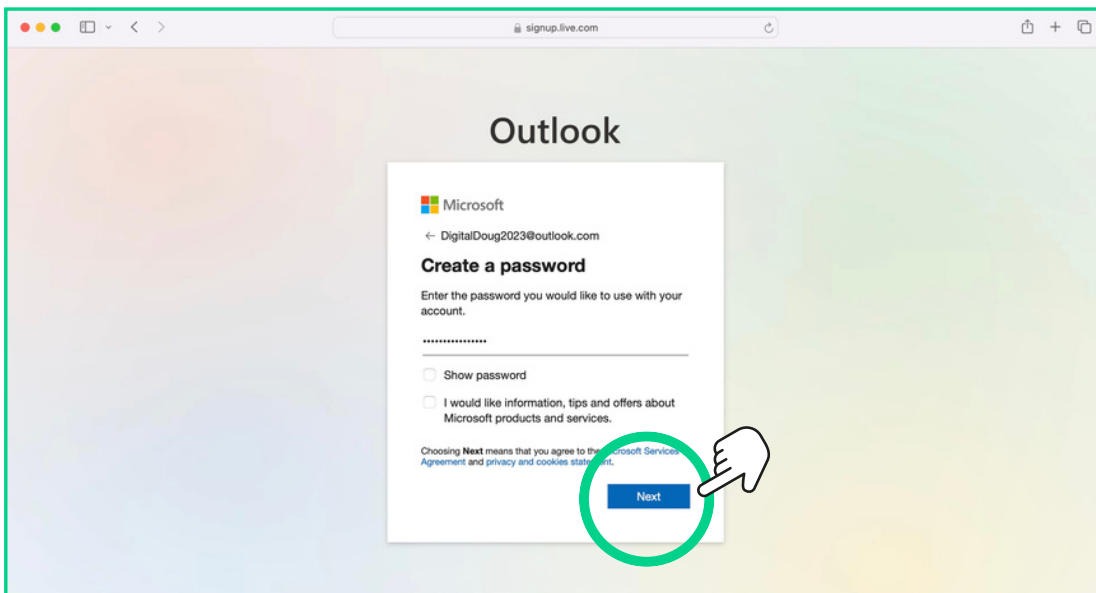 signup.live.com
Outlook
Microsoft
← DigitalDoug2023@outlook.com
Create a password
Enter the password you would like to use with your
account.
••••••••••••••••
Show password
I would like information, tips and offers about
Microsoft products and services.
Choosing Next means that you agree to the Services
Agreement and privacy and cookies
Next